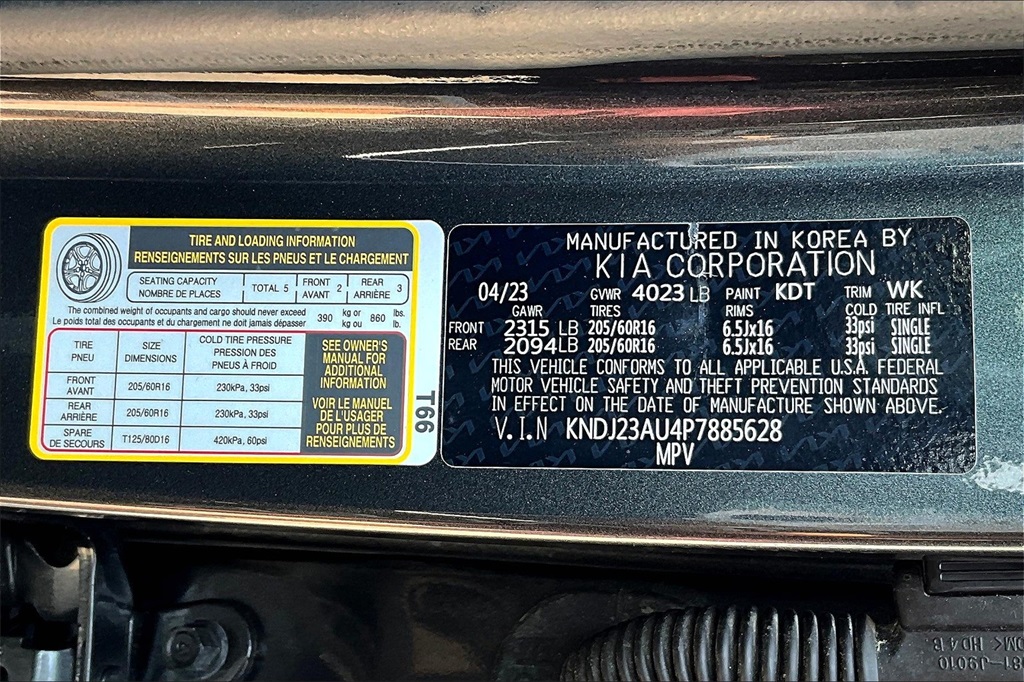 TIRE AND LOADING INFORMATION
RENSEIGNEMENTS SUR LES PNEUS ET LE CHARGEMENT
SEATING CAPACITY
NOMBRE DE PLACES
TOTAL 5
FRONT
AVANT 2
REAR
ARRIÈRE 3
The combined weight of occupants and cargo should never exceed 390 kg or 860 lbs.
Le poids total des occupants et du chargement ne doit jamais dépasser kg ou lb.
TIRE
PNEU
SIZE
DIMENSIONS
COLD TIRE PRESSURE
PRESSION DES
PNEUS À FROID
FRONT
AVANT
205/60R16
230kPa, 33psi
REAR
ARRIÈRE
205/60R16
230kPa, 33psi
SPARE
DE SECOURS
T125/80D16
420kPa, 60psi
SEE OWNER'S
MANUAL FOR
ADDITIONAL
INFORMATION
VOIR LE MANUEL
DE L'USAGER
POUR PLUS DE
RENSEIGNEMENTS
T66
MANUFACTURED IN KOREA BY
KIA CORPORATION
04/23 GVWR 4023 LB PAINT KDT TRIM WK
GAWR TIRES RIMS COLD TIRE INFL
FRONT 2315 LB 205/60R16 6.5Jx16 33psi SINGLE
REAR 2094 LB 205/60R16 6.5Jx16 33psi SINGLE
THIS VEHICLE CONFORMS TO ALL APPLICABLE U.S.A. FEDERAL
MOTOR VEHICLE SAFETY AND THEFT PREVENTION STANDARDS
IN EFFECT ON THE DATE OF MANUFACTURE SHOWN ABOVE.
V.I.N KNDJ23AU4P7885628
MPV